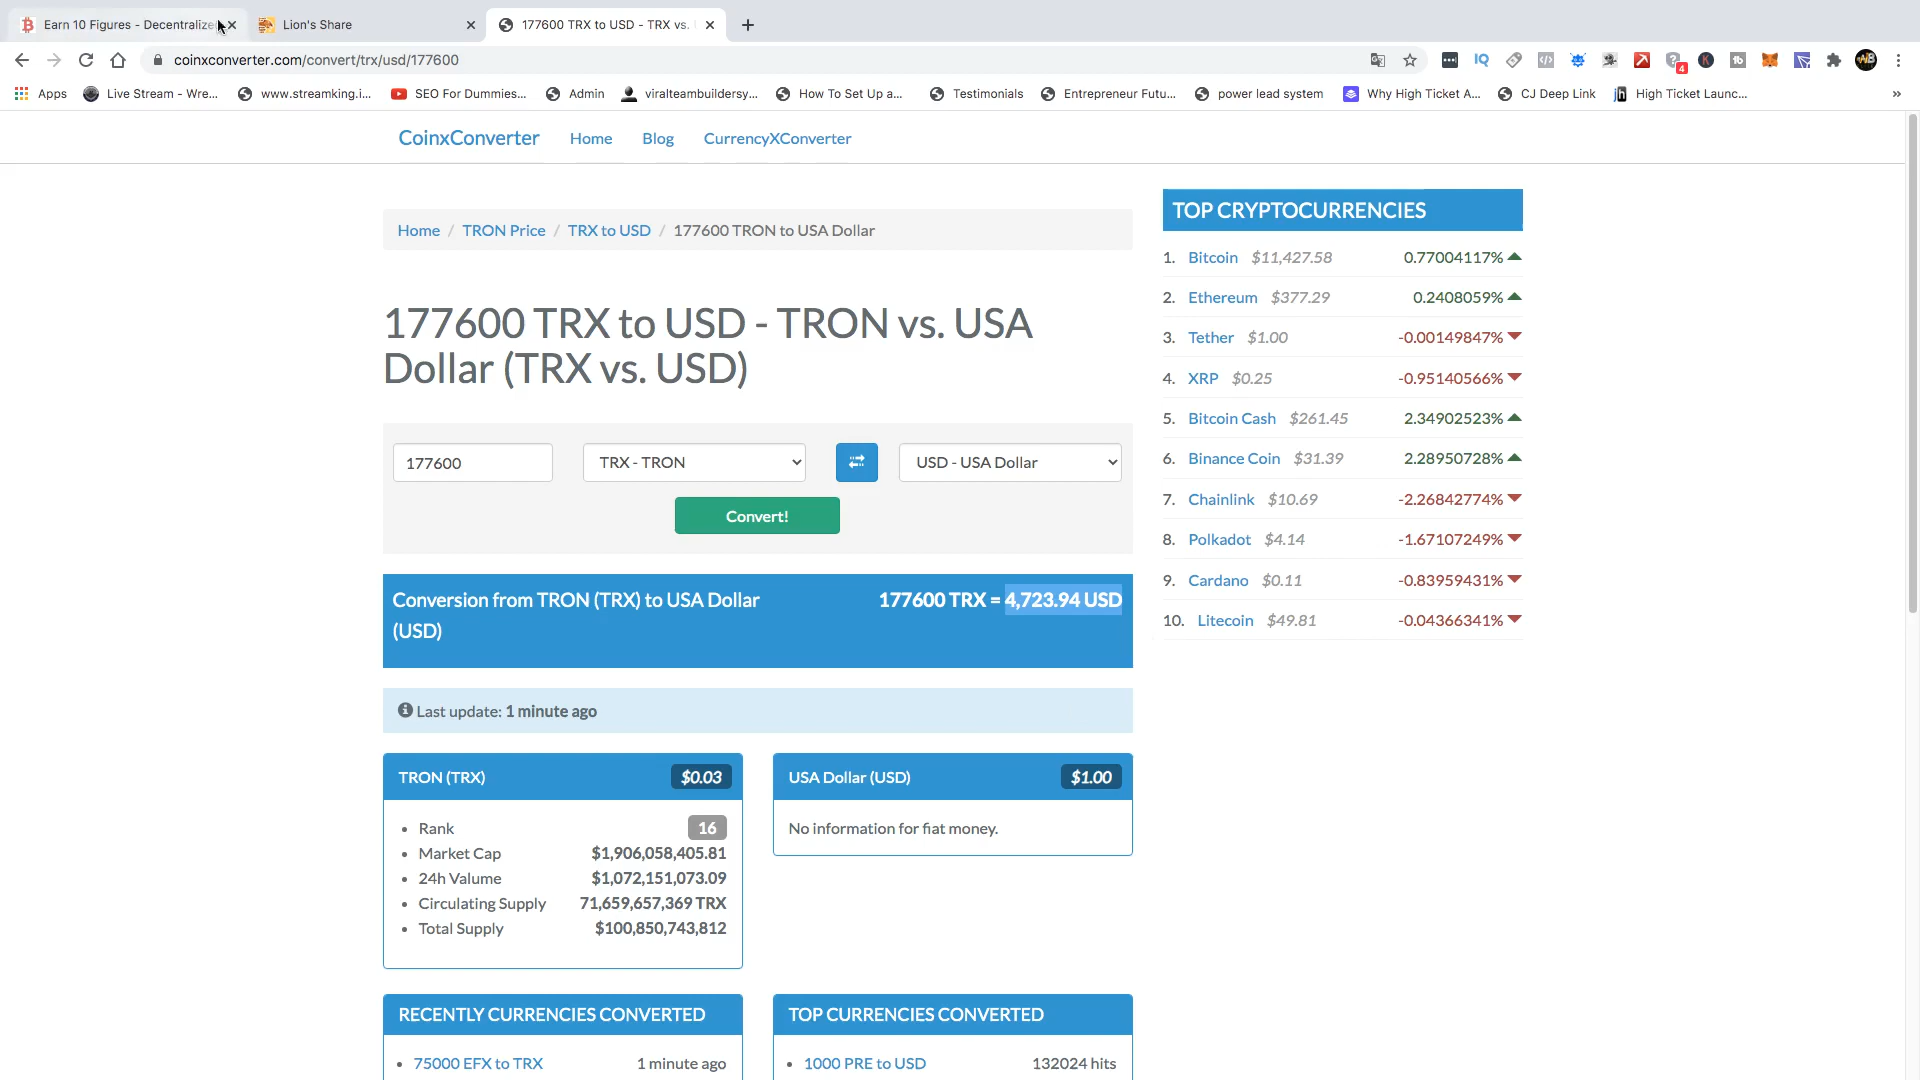 Earn 10 Figures - Decentralize
Lion's Share
177600 TRX to USD - TRX vs.
coinxconverter.com/convert/trx/usd/177600
4
Apps
Live Stream - Wre...
www.streamking.i...
SEO For Dummies...
Admin
viralteambuildersy...
How To Set Up a...
Testimonials
Entrepreneur Futu...
power lead system
Why High Ticket A...
CJ Deep Link
High Ticket Launc...
CoinxConverter
Home
Blog
CurrencyXConverter
Home / TRON Price / TRX to USD / 177600 TRON to USA Dollar
177600 TRX to USD - TRON vs. USA
Dollar (TRX vs. USD)
177600
TRX - TRON
USD - USA Dollar
Convert!
Conversion from TRON (TRX) to USA Dollar
(USD)
177600 TRX = 4,723.94 USD
Last update: 1 minute ago
TRON (TRX) $0.03
Rank 16
Market Cap $1,906,058,405.81
24h Valume $1,072,151,073.09
Circulating Supply 71,659,657,369 TRX
Total Supply $100,850,743,812
USA Dollar (USD) $1.00
No information for fiat money.
RECENTLY CURRENCIES CONVERTED
75000 EFX to TRX 1 minute ago
TOP CURRENCIES CONVERTED
1000 PRE to USD 132024 hits
TOP CRYPTOCURRENCIES
1. Bitcoin $11,427.58 0.77004117%
2. Ethereum $377.29 0.2408059%
3. Tether $1.00 -0.00149847%
4. XRP $0.25 -0.95140566%
5. Bitcoin Cash $261.45 2.34902523%
6. Binance Coin $31.39 2.28950728%
7. Chainlink $10.69 -2.26842774%
8. Polkadot $4.14 -1.67107249%
9. Cardano $0.11 -0.83959431%
10. Litecoin $49.81 -0.04366341%